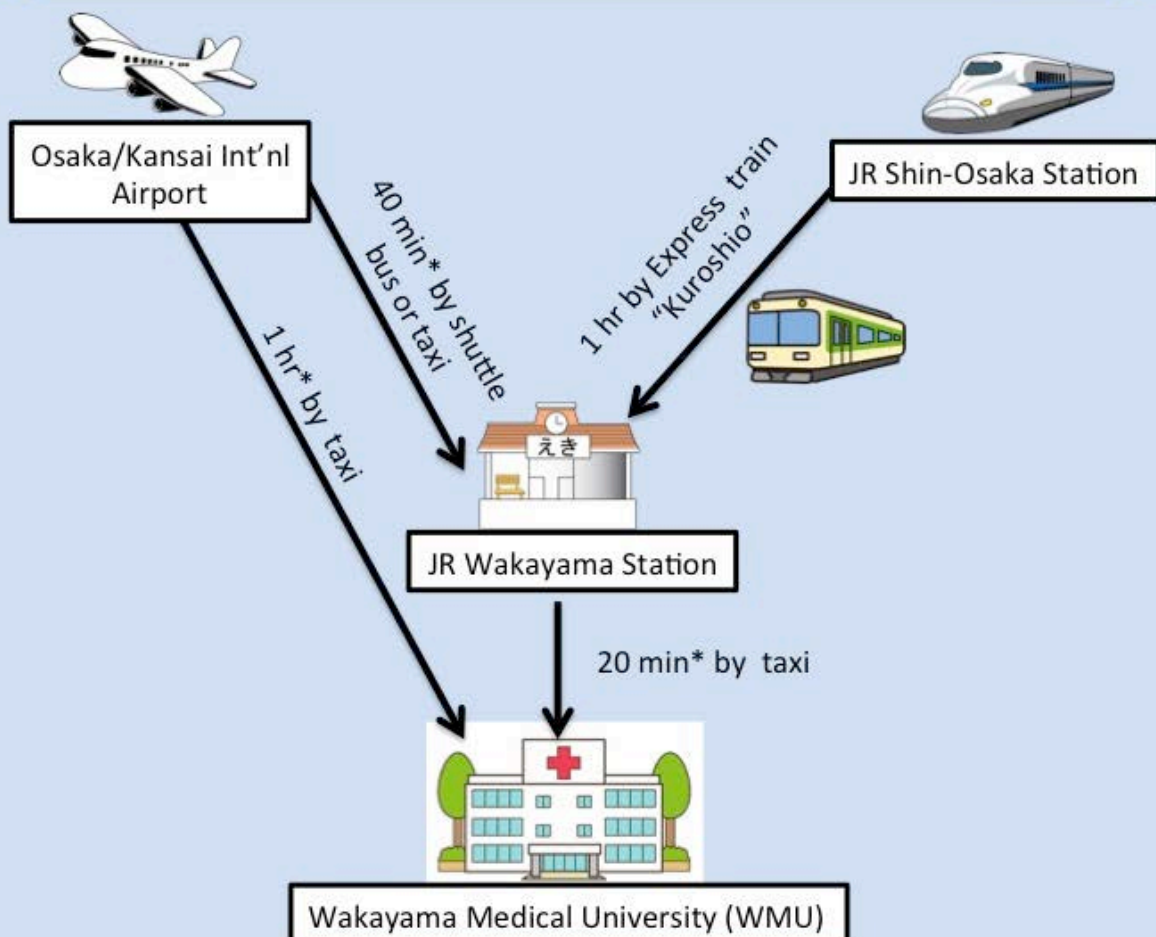 Osaka/Kansai Int'nl
Airport
JR Shin-Osaka Station
40 min* by shuttle
bus or taxi
1 hr by Express train
"Kuroshio"
1 hr* by taxi
えき
JR Wakayama Station
20 min* by taxi
Wakayama Medical University (WMU)